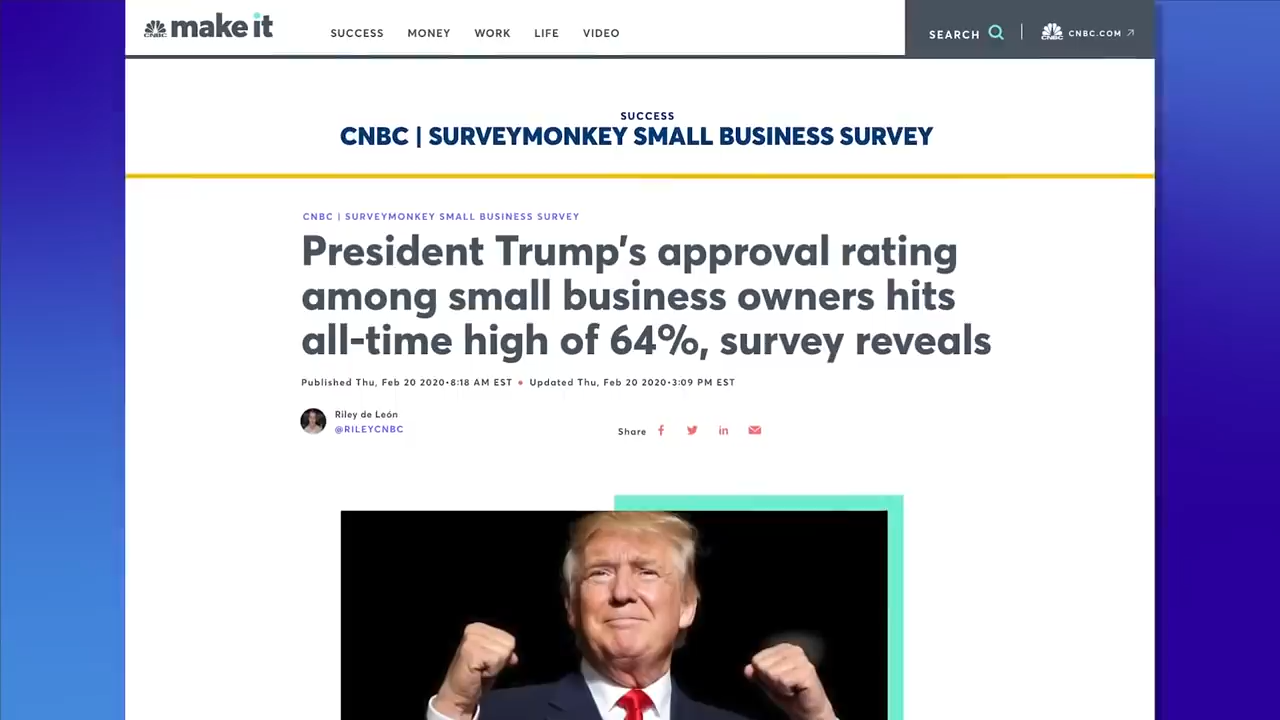 CNBC make it
SUCCESS MONEY WORK LIFE VIDEO
SEARCH
CNBC CNBC.COM
SUCCESS
CNBC | SURVEYMONKEY SMALL BUSINESS SURVEY
CNBC | SURVEYMONKEY SMALL BUSINESS SURVEY
President Trump's approval rating
among small business owners hits
all-time high of 64%, survey reveals
Published Thu, Feb 20 2020•8:18 AM EST • Updated Thu, Feb 20 2020•3:09 PM EST
Riley de León
@RILEYCNBC
Share f in